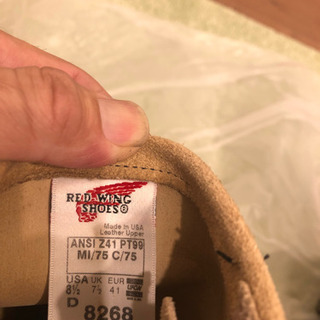 RED WING
SHOES®
Made in USA
Leather Upper
ANSI Z41 PT99
MI/75 C/75
USA UK EUR
8½ 7½ 41
D 8268